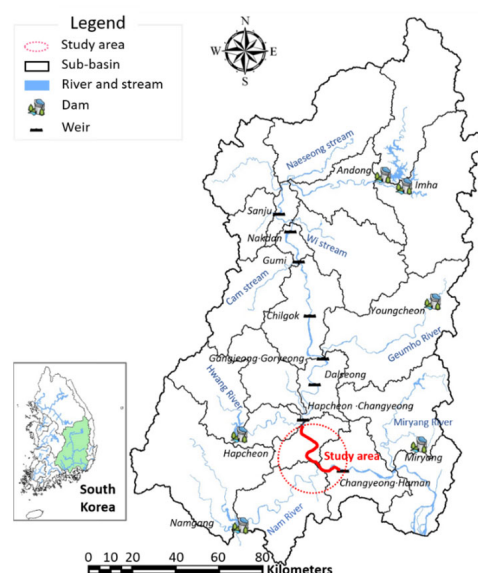 Legend
Study area
Sub-basin
River and stream
Dam
Weir
N
W E
S
Naeseong stream
Andong
Imha
Sanju
Nakdan
Wi stream
Gumi
Cam stream
Chilgok
Youngcheon
Geumho River
Gangjeong·Goryeong
Dalseong
Hwang River
Hapcheon ·Changyeong
Miryang River
Hapcheon
Miryang
Study area
Changyeong·Haman
South
Korea
Nam River
Namgang
0 10 20 40 60 80
Kilometers